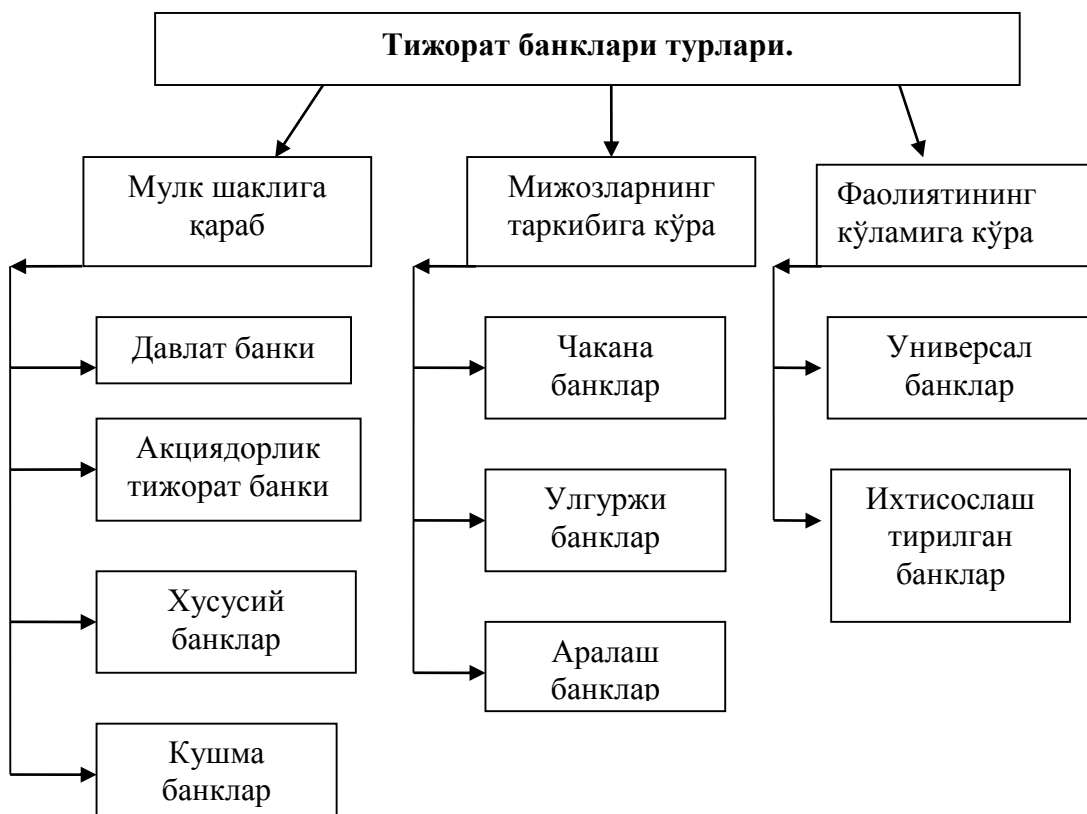 Тижорат банклари турлари.
Мулк шаклига
қараб
Давлат банки
Акциядорлик
тижорат банки
Хусусий
банклар
Кушма
банклар
Мижозларнинг
таркибига кўра
Чакана
банклар
Улгуржи
банклар
Аралаш
банклар
Фаолиятининг
кўламига кўра
Универсал
банклар
Ихтисослаш
тирилган
банклар